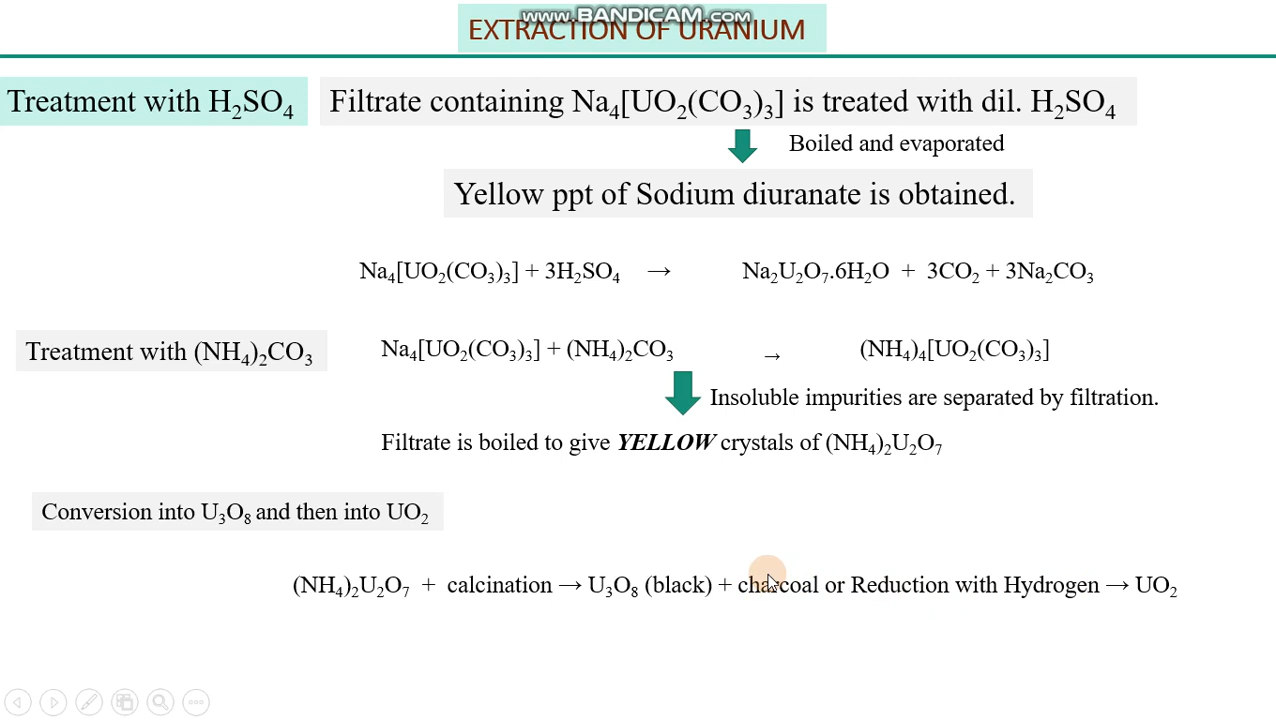 www.BANDICAM.com
EXTRACTION OF URANIUM
Treatment with H₂SO₄
Filtrate containing Na₄[UO₂(CO₃)₃] is treated with dil. H₂SO₄
Boiled and evaporated
Yellow ppt of Sodium diuranate is obtained.
Na₄[UO₂(CO₃)₃] + 3H₂SO₄ → Na₂U₂O₇.6H₂O + 3CO₂ + 3Na₂CO₃
Treatment with (NH₄)₂CO₃
Na₄[UO₂(CO₃)₃] + (NH₄)₂CO₃ → (NH₄)₄[UO₂(CO₃)₃]
Insoluble impurities are separated by filtration.
Filtrate is boiled to give YELLOW crystals of (NH₄)₂U₂O₇
Conversion into U₃O₈ and then into UO₂
(NH₄)₂U₂O₇ + calcination → U₃O₈ (black) + charcoal or Reduction with Hydrogen → UO₂